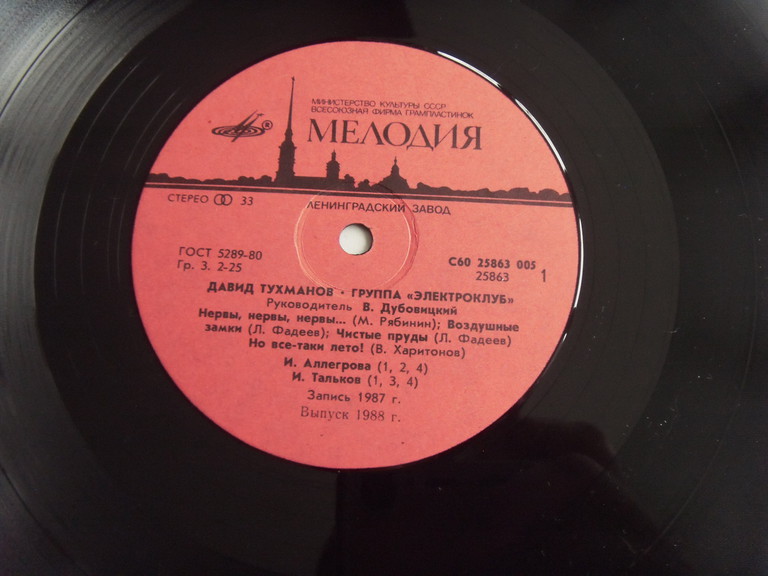 МИНИСТЕРСТВО КУЛЬТУРЫ СССР
ВСЕСОЮЗНАЯ ФИРМА ГРАМПЛАСТИНОК
® МЕЛОДИЯ
СТЕРЕО 33
ЛЕНИНГРАДСКИЙ ЗАВОД
ГОСТ 5289-80
Гр. 3. 2-25
С60 25863 005
25863 1
ДАВИД ТУХМАНОВ · ГРУППА «ЭЛЕКТРОКЛУБ»
Руководитель В. Дубовицкий
Нервы, нервы, нервы... (М. Рябинин); Воздушные
замки (Л. Фадеев); Чистые пруды (Л. Фадеев)
Но все-таки лето! (В. Харитонов)
И. Аллегрова (1, 2, 4)
И. Тальков (1, 3, 4)
Запись 1987 г.
Выпуск 1988 г.